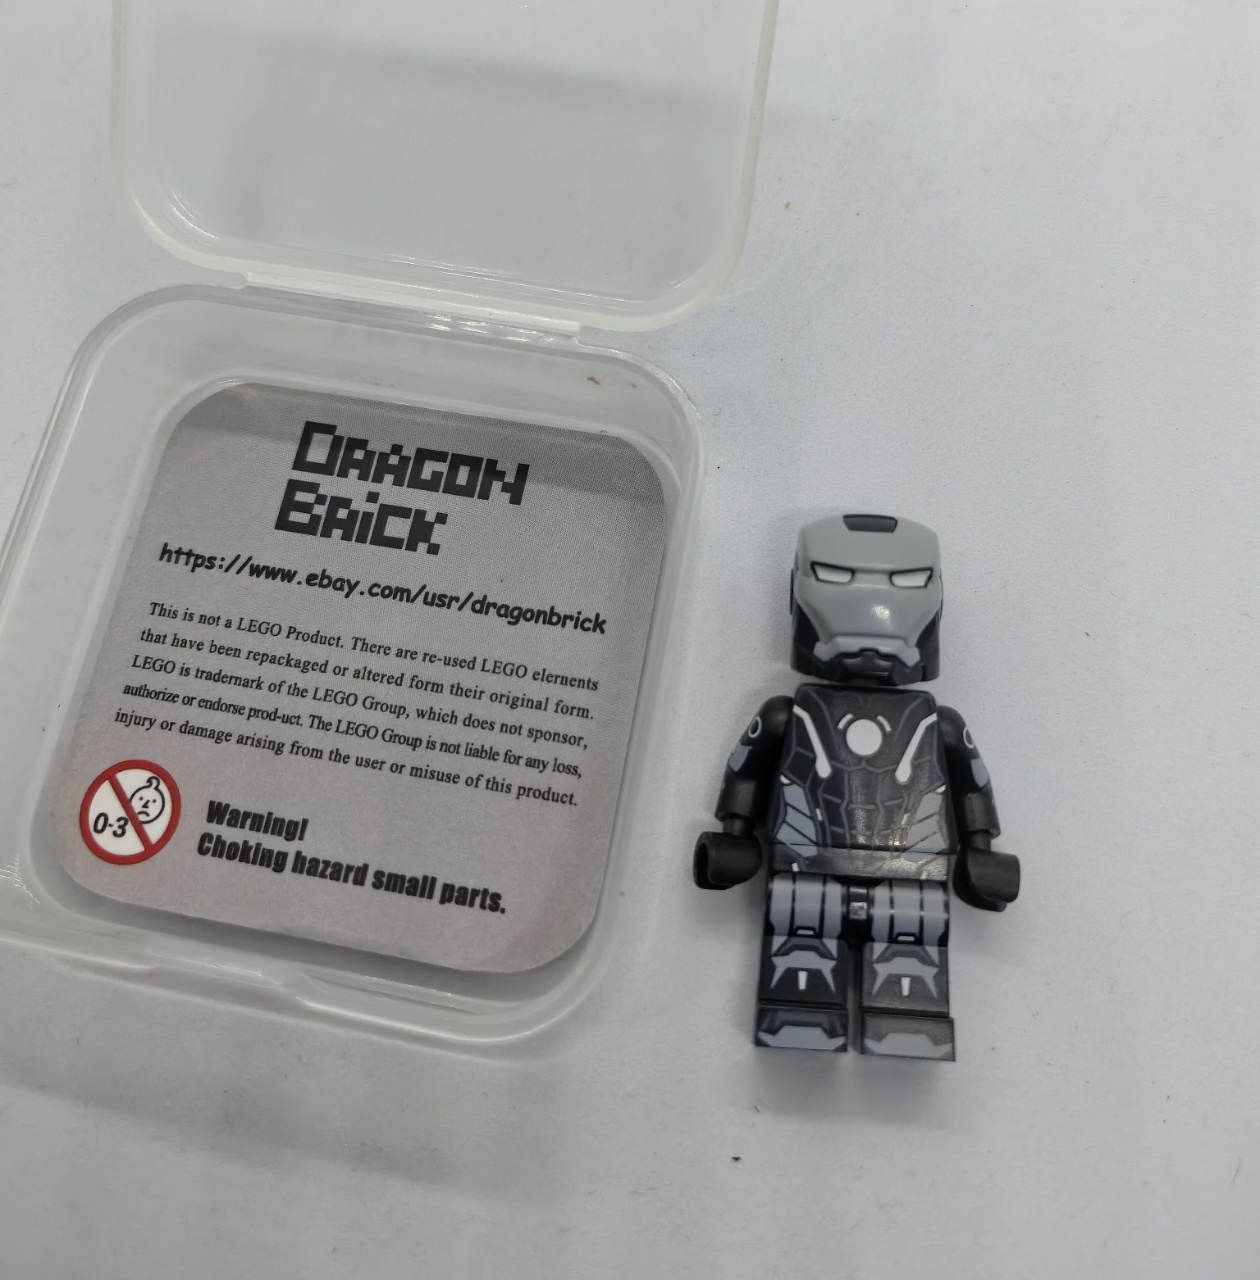 DRAGON
BRiCK
https://www.ebay.com/usr/dragonbrick
This is not a LEGO Product. There are re-used LEGO elernents
that have been repackaged or altered form their original form.
LEGO is tradernark of the LEGO Group, which does not sponsor,
authorize or endorse prod-uct. The LEGO Group is not liable for any loss,
injury or damage arising from the user or misuse of this product.
0-3
Warning!
Choking hazard small parts.